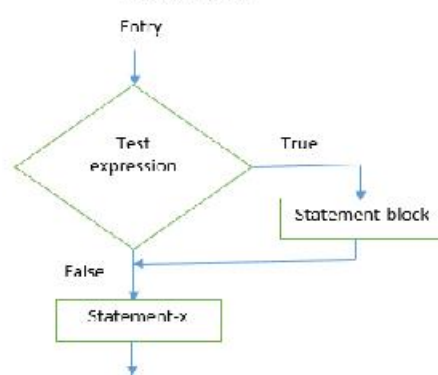 Entry
Test
expression
True
Statement-block
False
Statement-x